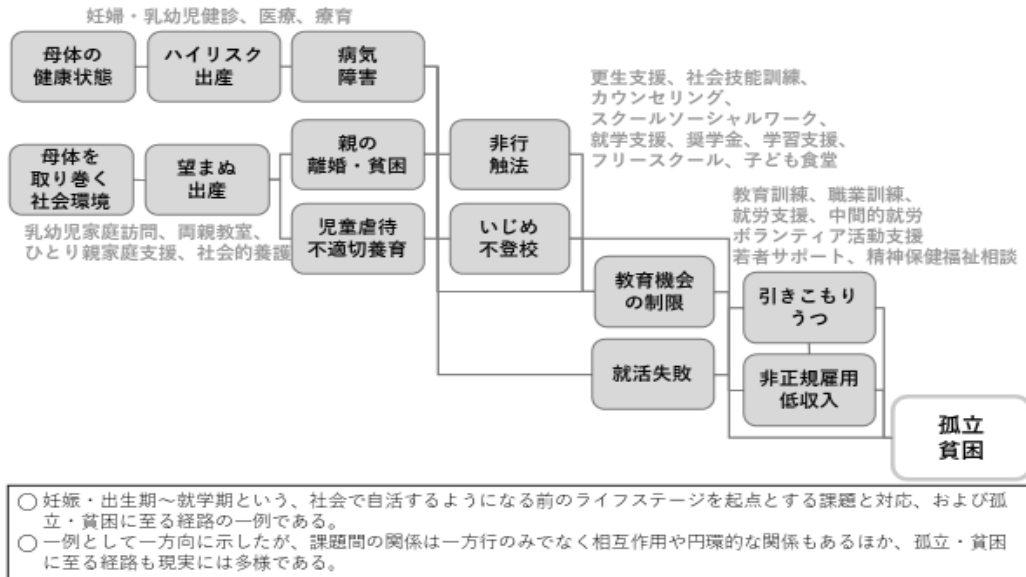 妊婦・乳幼児健診、医療、療育
母体の
健康状態
ハイリスク
出産
病気
障害
更生支援、社会技能訓練、
カウンセリング、
スクールソーシャルワーク、
就学支援、奨学金、学習支援、
フリースクール、子ども食堂
母体を
取り巻く
社会環境
望まぬ
出産
親の
離婚・貧困
非行
触法
乳幼児家庭訪問、両親教室、
ひとり親家庭支援、社会的養護
児童虐待
不適切養育
いじめ
不登校
教育訓練、職業訓練、
就労支援、中間的就労
ボランティア活動支援
若者サポート、精神保健福祉相談
教育機会
の制限
引きこもり
うつ
就活失敗
非正規雇用
低収入
孤立
貧困
○ 妊娠・出生期~就学期という、社会で自活するようになる前のライフステージを起点とする課題と対応、および孤
立・貧困に至る経路の一例である。
○ 一例として一方向に示したが、課題間の関係は一方行のみでなく相互作用や円環的な関係もあるほか、孤立・貧困
に至る経路も現実には多様である。